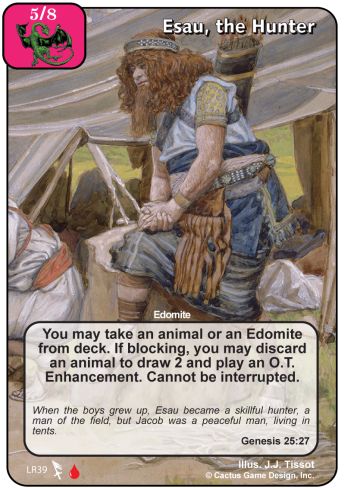 5/8
Esau, the Hunter
Edomite
You may take an animal or an Edomite
from deck. If blocking, you may discard
an animal to draw 2 and play an O.T.
Enhancement. Cannot be interrupted.
When the boys grew up, Esau became a skillful hunter, a
man of the field, but Jacob was a peaceful man, living in
tents.
Genesis 25:27
LR39
Illus. J.J. Tissot
© Cactus Game Design, Inc.